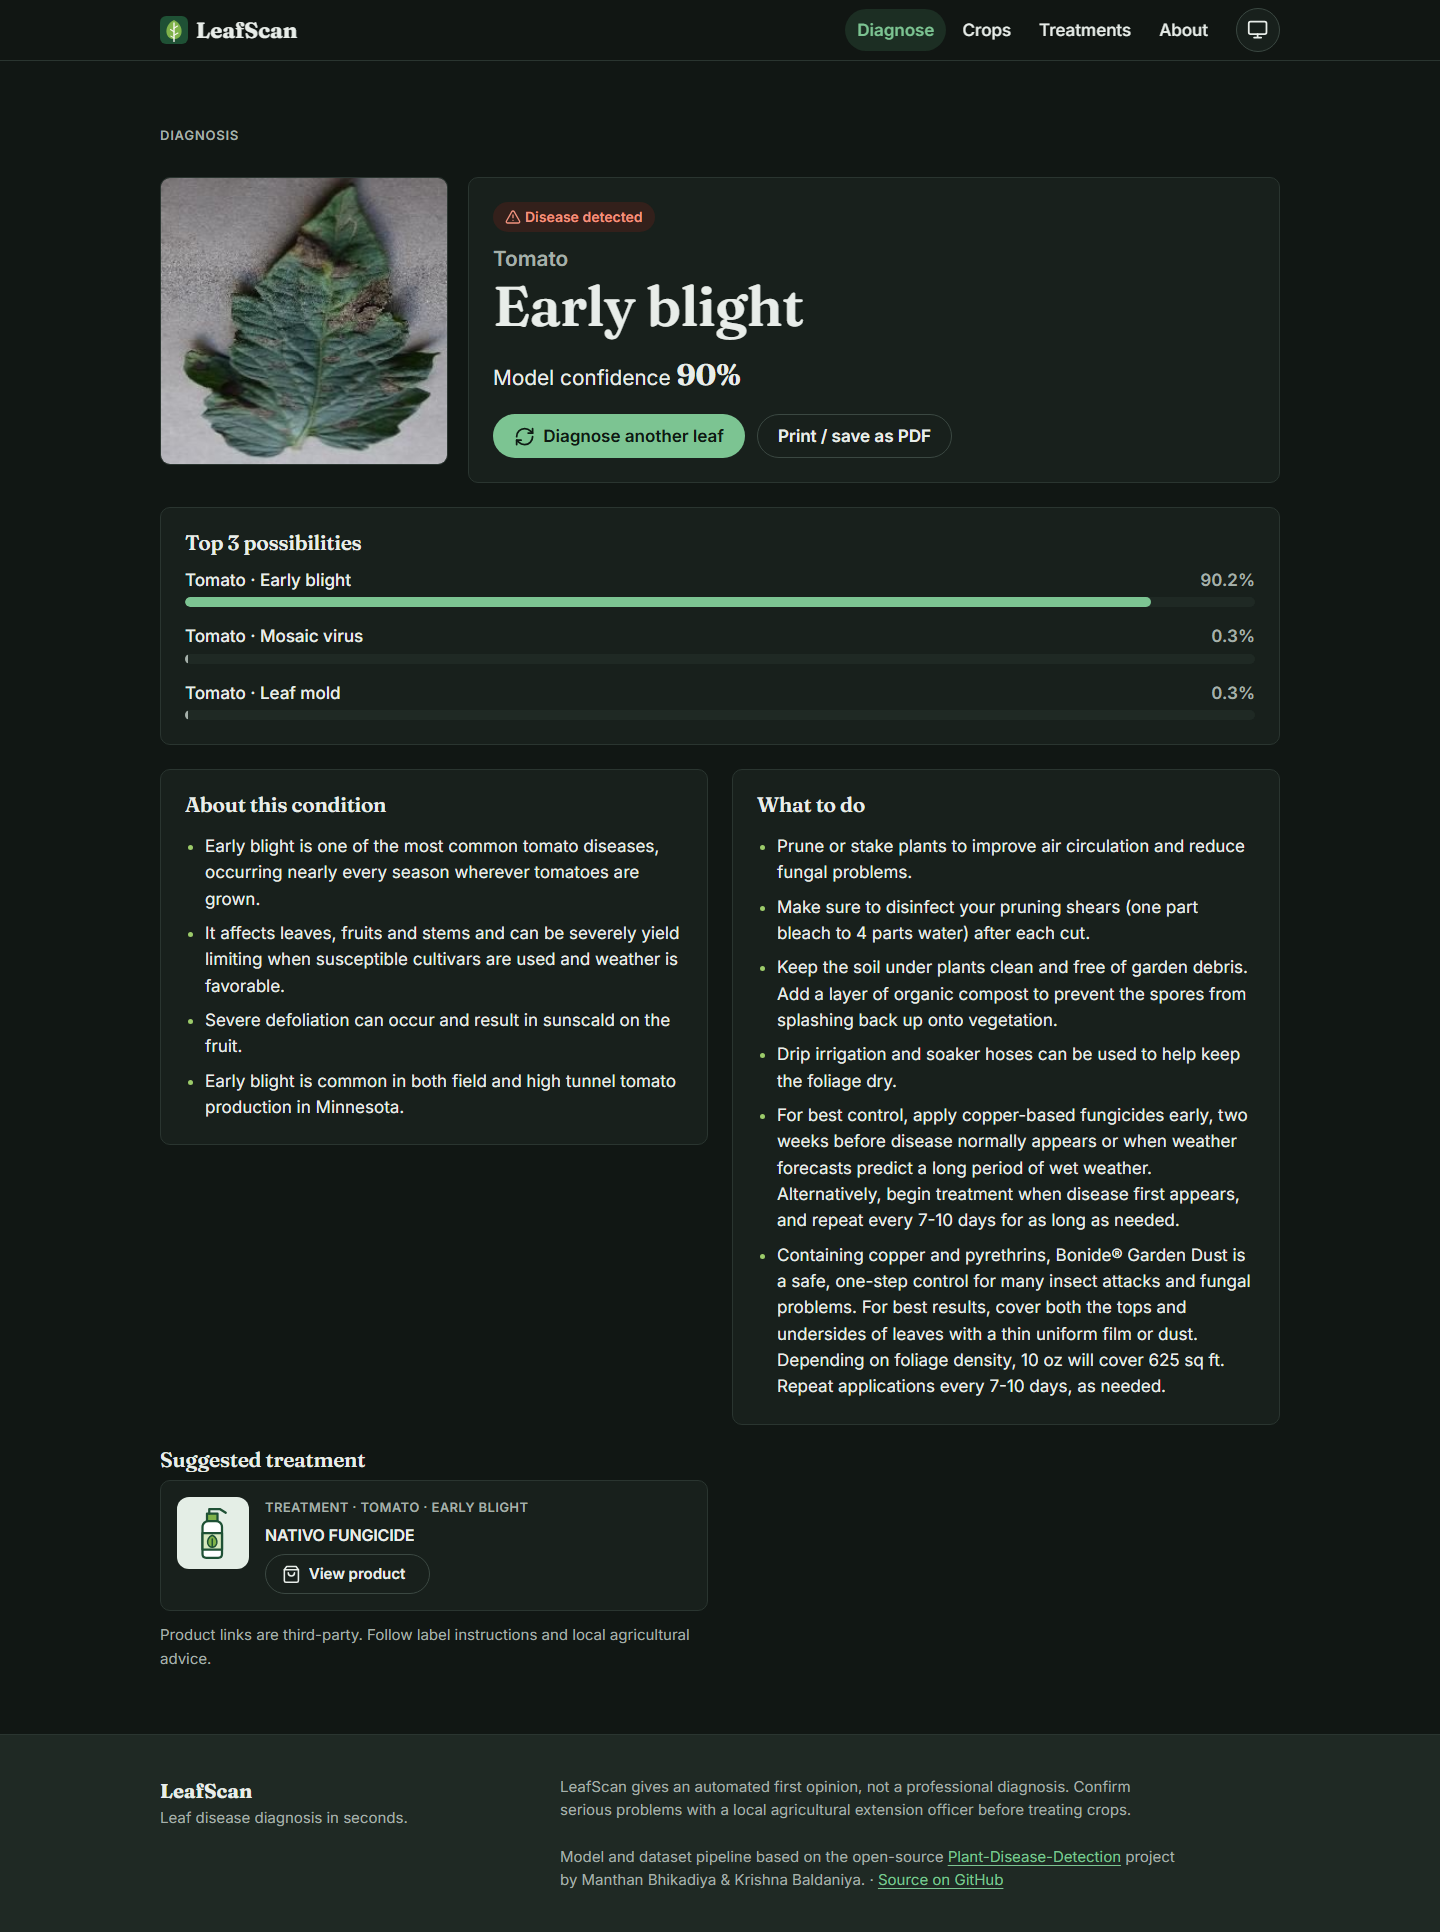 LeafScan
Diagnose
Crops
Treatments
About
DIAGNOSIS
Disease detected
Tomato
Early blight
Model confidence 90%
Diagnose another leaf
Print / save as PDF
Top 3 possibilities
Tomato · Early blight
90.2%
Tomato · Mosaic virus
0.3%
Tomato · Leaf mold
0.3%
About this condition
• Early blight is one of the most common tomato diseases,
occurring nearly every season wherever tomatoes are
grown.
• It affects leaves, fruits and stems and can be severely yield
limiting when susceptible cultivars are used and weather is
favorable.
• Severe defoliation can occur and result in sunscald on the
fruit.
• Early blight is common in both field and high tunnel tomato
production in Minnesota.
What to do
• Prune or stake plants to improve air circulation and reduce
fungal problems.
• Make sure to disinfect your pruning shears (one part
bleach to 4 parts water) after each cut.
• Keep the soil under plants clean and free of garden debris.
Add a layer of organic compost to prevent the spores from
splashing back up onto vegetation.
• Drip irrigation and soaker hoses can be used to help keep
the foliage dry.
• For best control, apply copper-based fungicides early, two
weeks before disease normally appears or when weather
forecasts predict a long period of wet weather.
Alternatively, begin treatment when disease first appears,
and repeat every 7-10 days for as long as needed.
• Containing copper and pyrethrins, Bonide® Garden Dust is
a safe, one-step control for many insect attacks and fungal
problems. For best results, cover both the tops and
undersides of leaves with a thin uniform film or dust.
Depending on foliage density, 10 oz will cover 625 sq ft.
Repeat applications every 7-10 days, as needed.
Suggested treatment
TREATMENT · TOMATO · EARLY BLIGHT
NATIVO FUNGICIDE
View product
Product links are third-party. Follow label instructions and local agricultural
advice.
LeafScan
Leaf disease diagnosis in seconds.
LeafScan gives an automated first opinion, not a professional diagnosis. Confirm
serious problems with a local agricultural extension officer before treating crops.
Model and dataset pipeline based on the open-source Plant-Disease-Detection project
by Manthan Bhikadiya & Krishna Baldaniya. · Source on GitHub